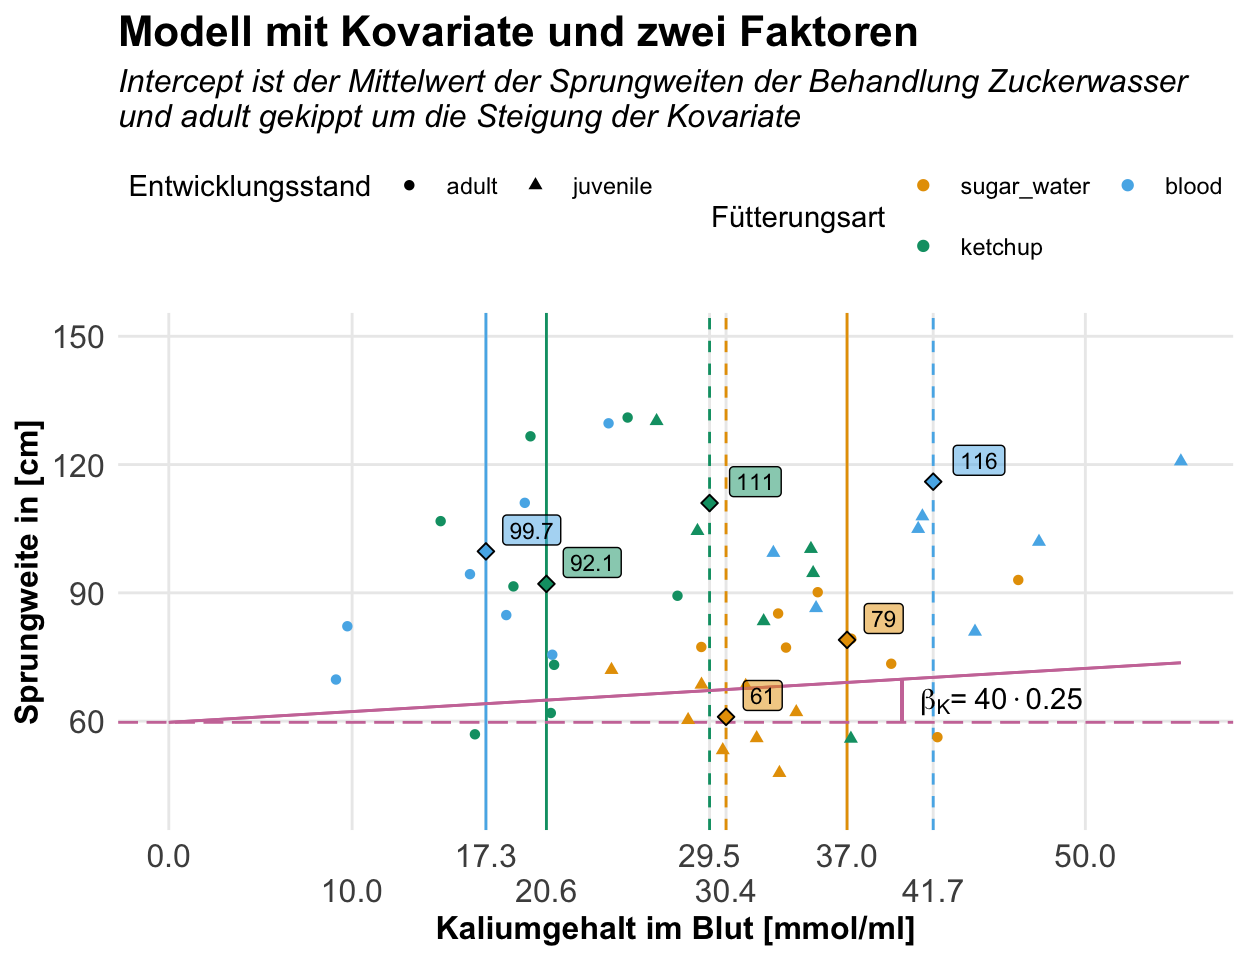 Modell mit Kovariate und zwei Faktoren
Intercept ist der Mittelwert der Sprungweiten der Behandlung Zuckerwasser
und adult gekippt um die Steigung der Kovariate
Entwicklungsstand adult juvenile
Fütterungsart sugar_water blood
ketchup
150
120
90
60
Sprungweite in [cm]
116
111
99.7
92.1
79
61
βK= 40 · 0.25
0.0 17.3 29.5 37.0 50.0
10.0 20.6 30.4 41.7
Kaliumgehalt im Blut [mmol/ml]